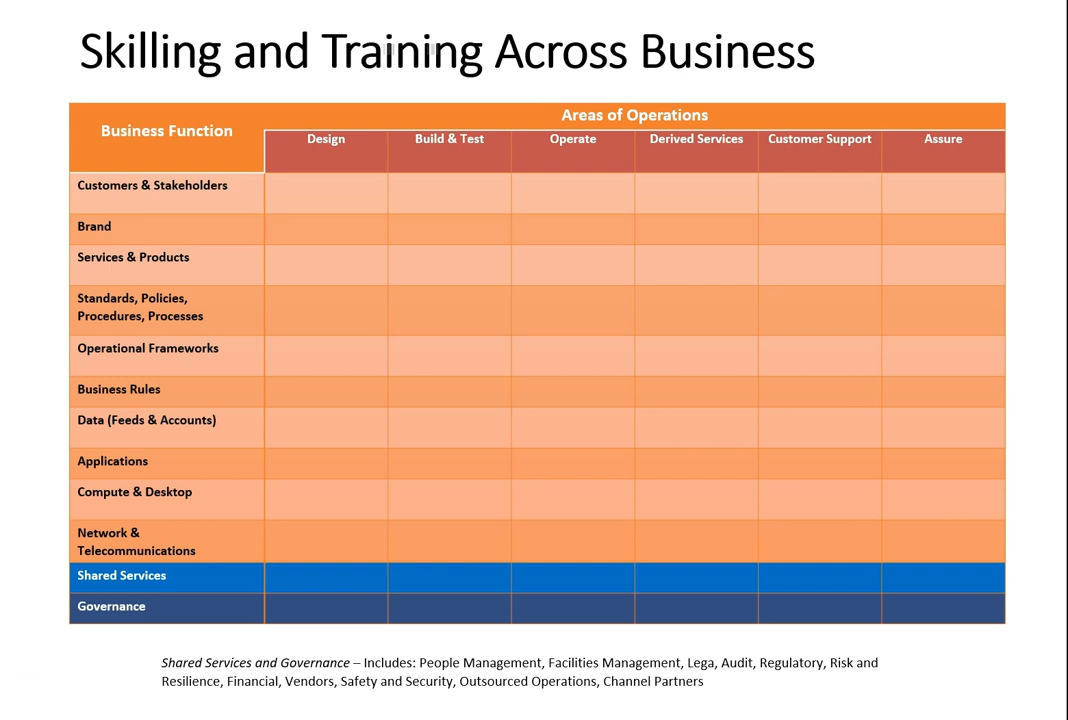 Skilling and Training Across Business
Areas of Operations
Business Function
Design Build & Test Operate Derived Services Customer Support Assure
Customers & Stakeholders
Brand
Services & Products
Standards, Policies,
Procedures, Processes
Operational Frameworks
Business Rules
Data (Feeds & Accounts)
Applications
Compute & Desktop
Network &
Telecommunications
Shared Services
Governance
Shared Services and Governance – Includes: People Management, Facilities Management, Lega, Audit, Regulatory, Risk and
Resilience, Financial, Vendors, Safety and Security, Outsourced Operations, Channel Partners